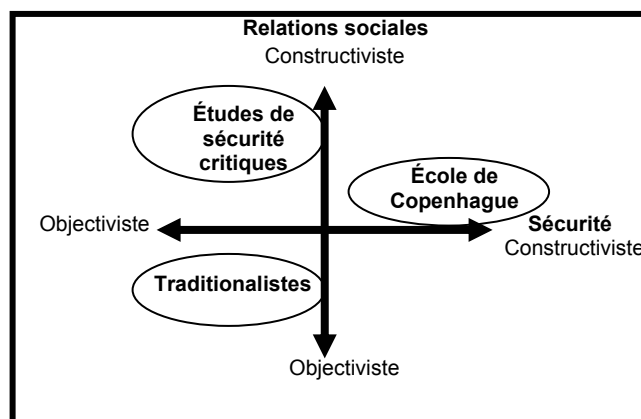 Relations sociales
Constructiviste
Études de
sécurité
critiques
École de
Copenhague
Objectiviste
Sécurité
Constructiviste
Traditionalistes
Objectiviste